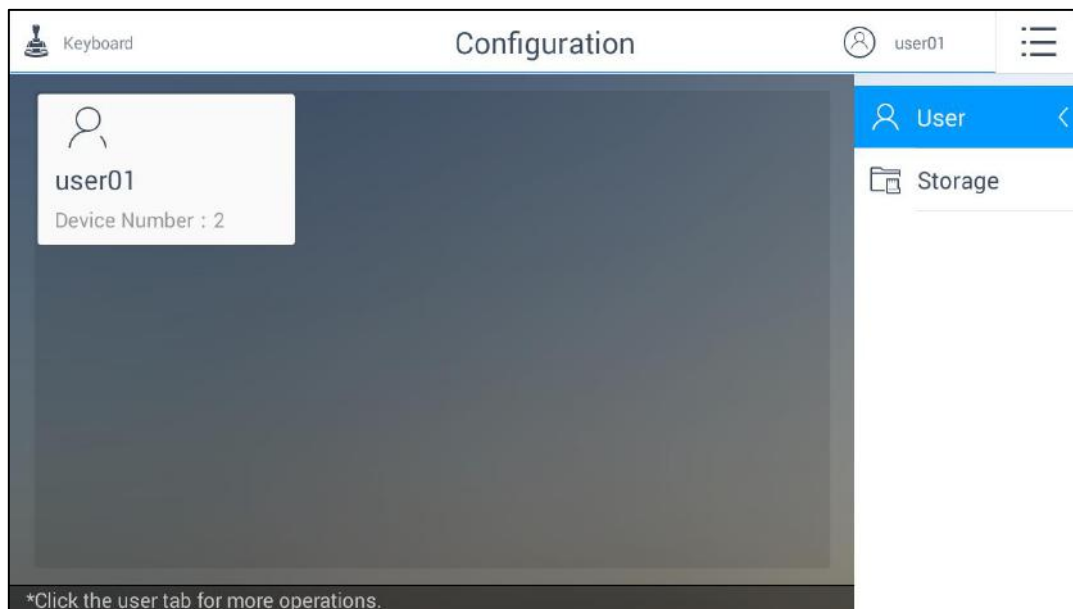 Keyboard
Configuration
user01
user01
Device Number : 2
User
Storage
*Click the user tab for more operations.